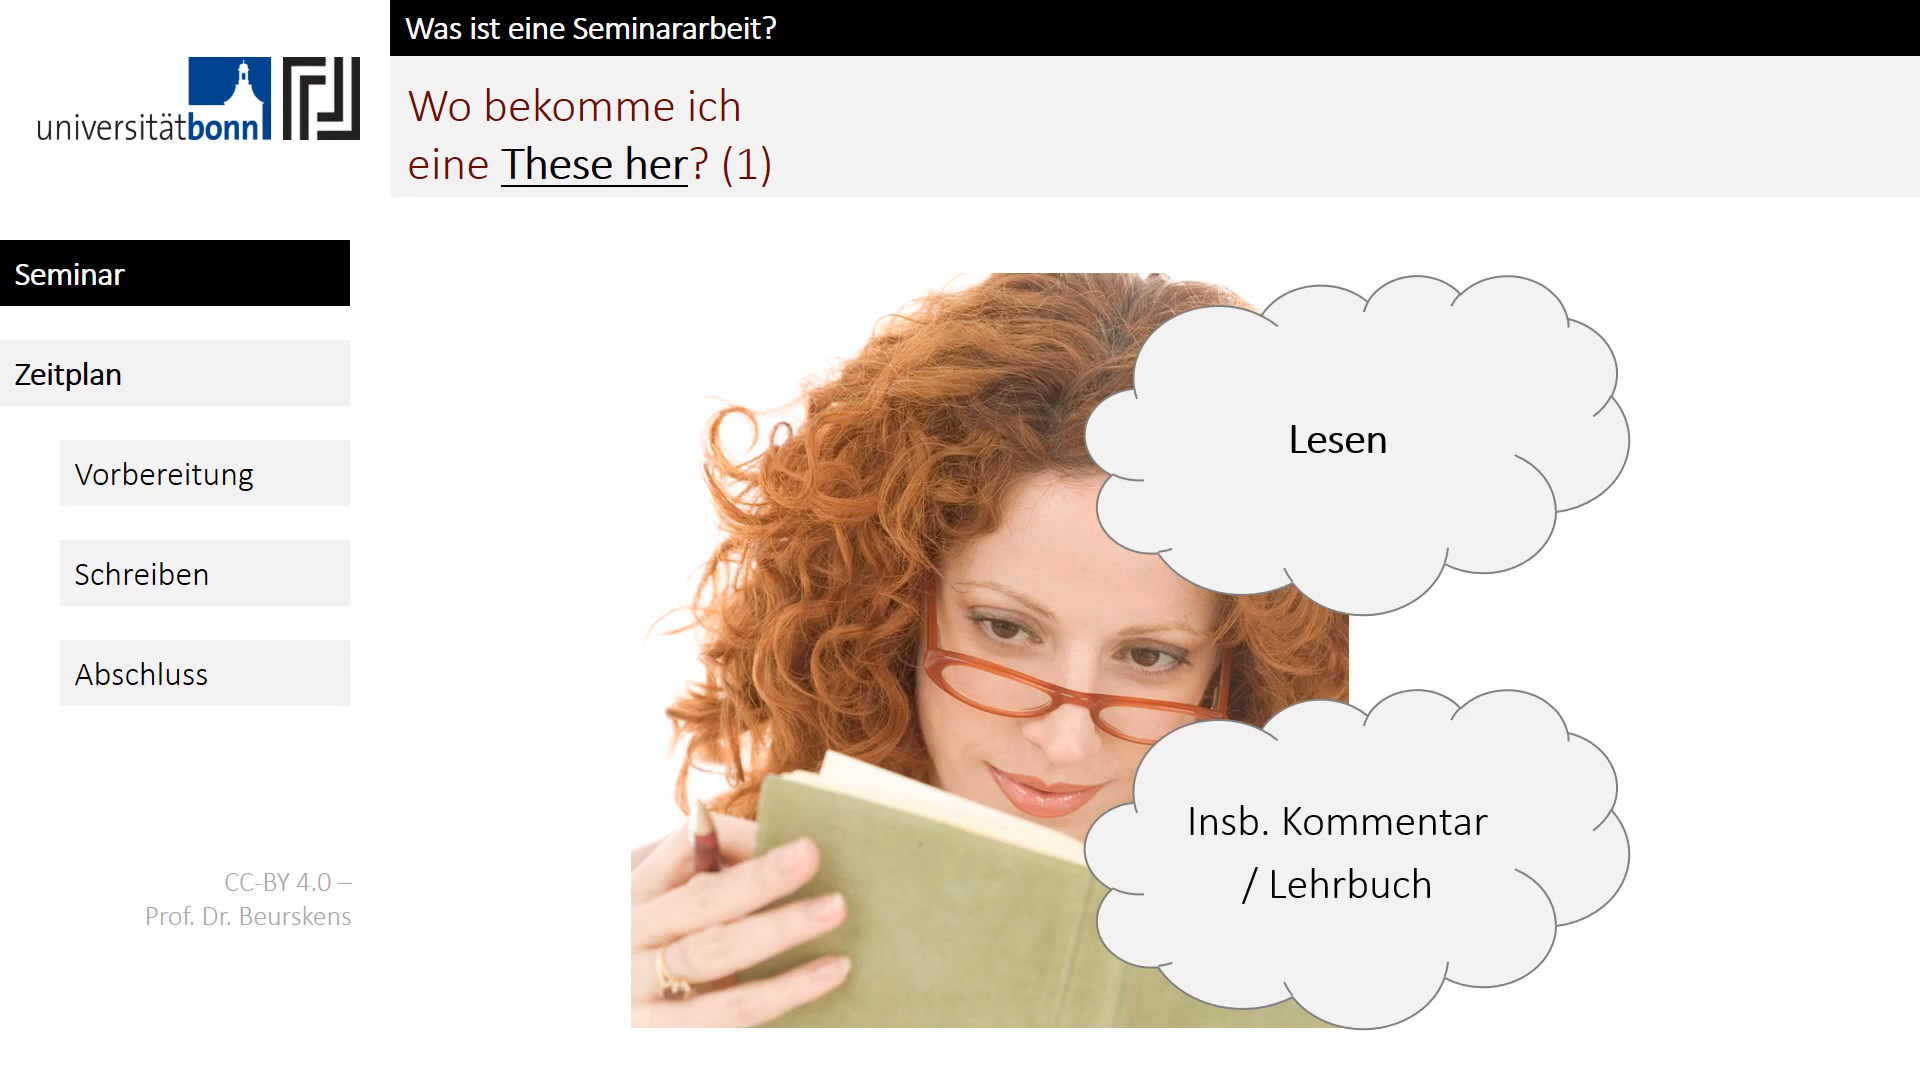 Was ist eine Seminararbeit?
universitätbonn
Wo bekomme ich
eine These her? (1)
Seminar
Zeitplan
Vorbereitung
Schreiben
Abschluss
CC-BY 4.0 –
Prof. Dr. Beurskens
Lesen
Insb. Kommentar
/ Lehrbuch